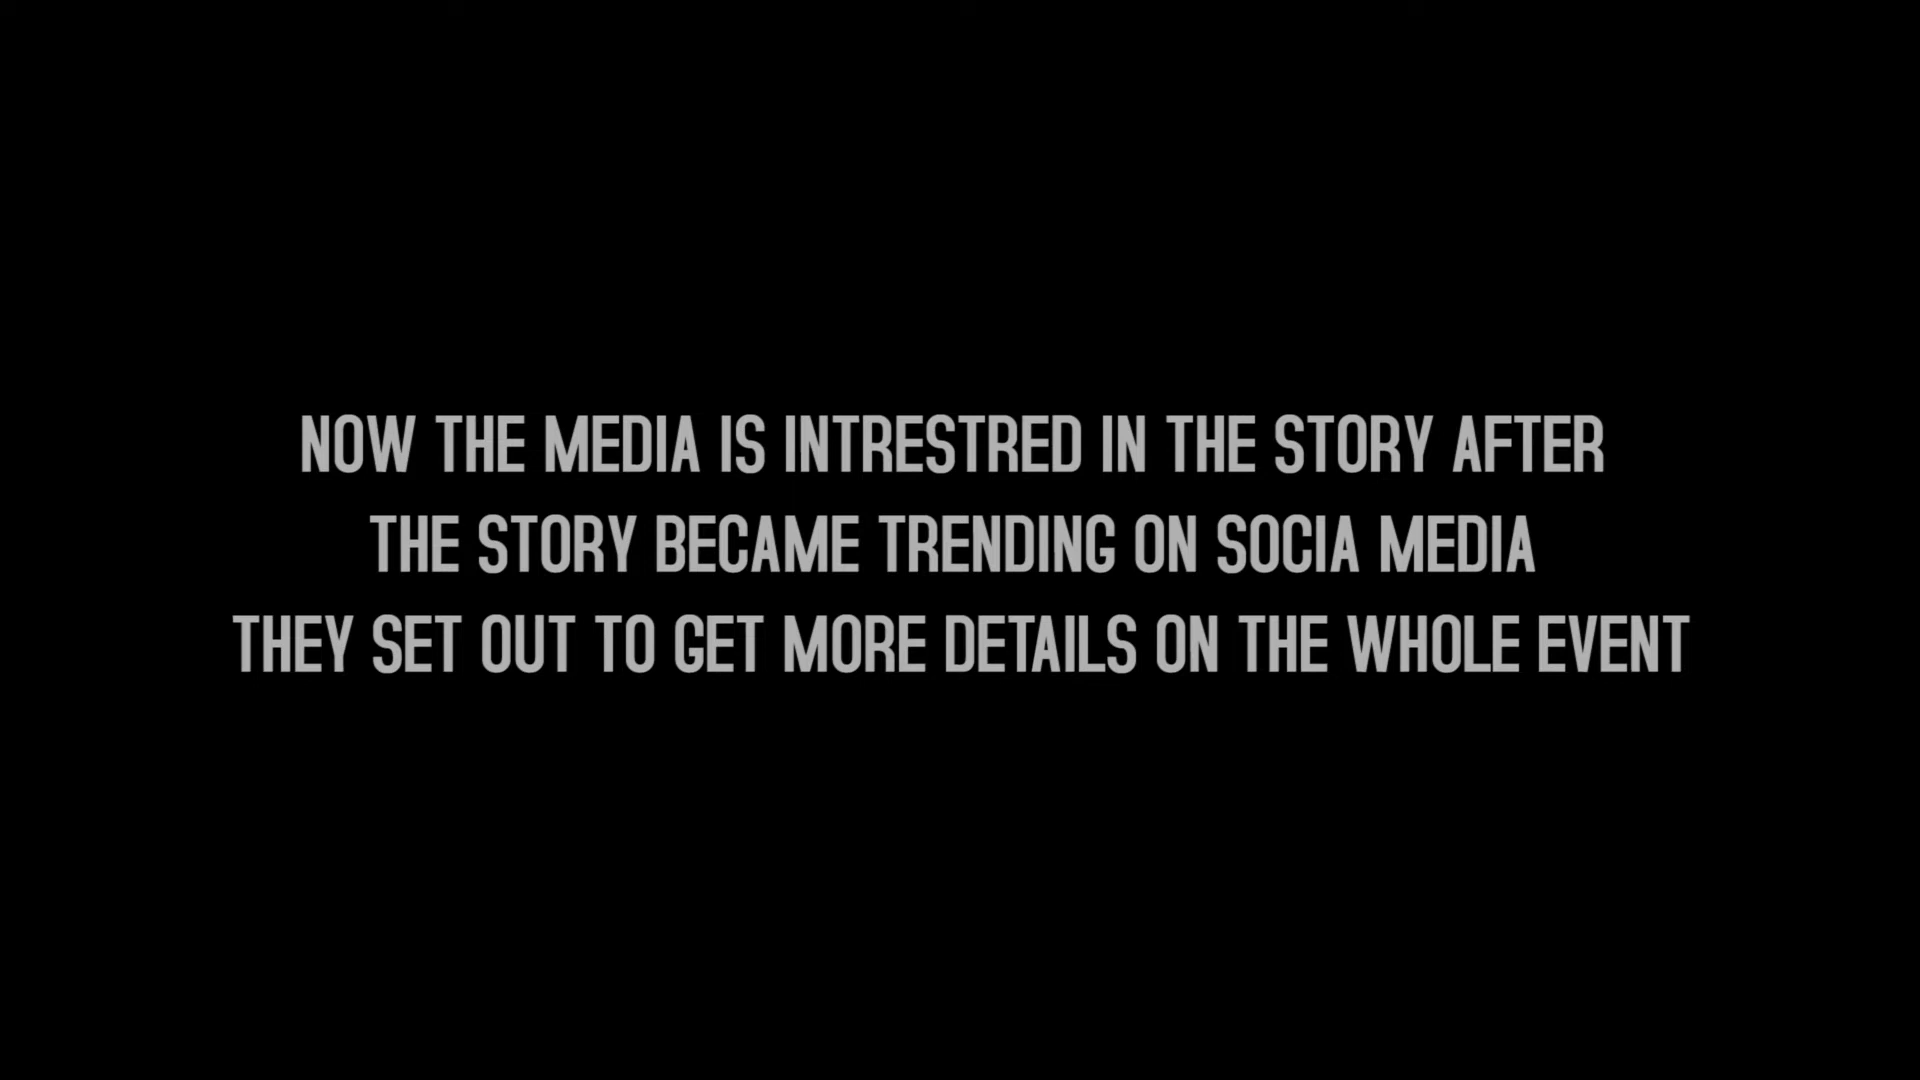 NOW THE MEDIA IS INTRESTRED IN THE STORY AFTER
THE STORY BECAME TRENDING ON SOCIA MEDIA
THEY SET OUT TO GET MORE DETAILS ON THE WHOLE EVENT